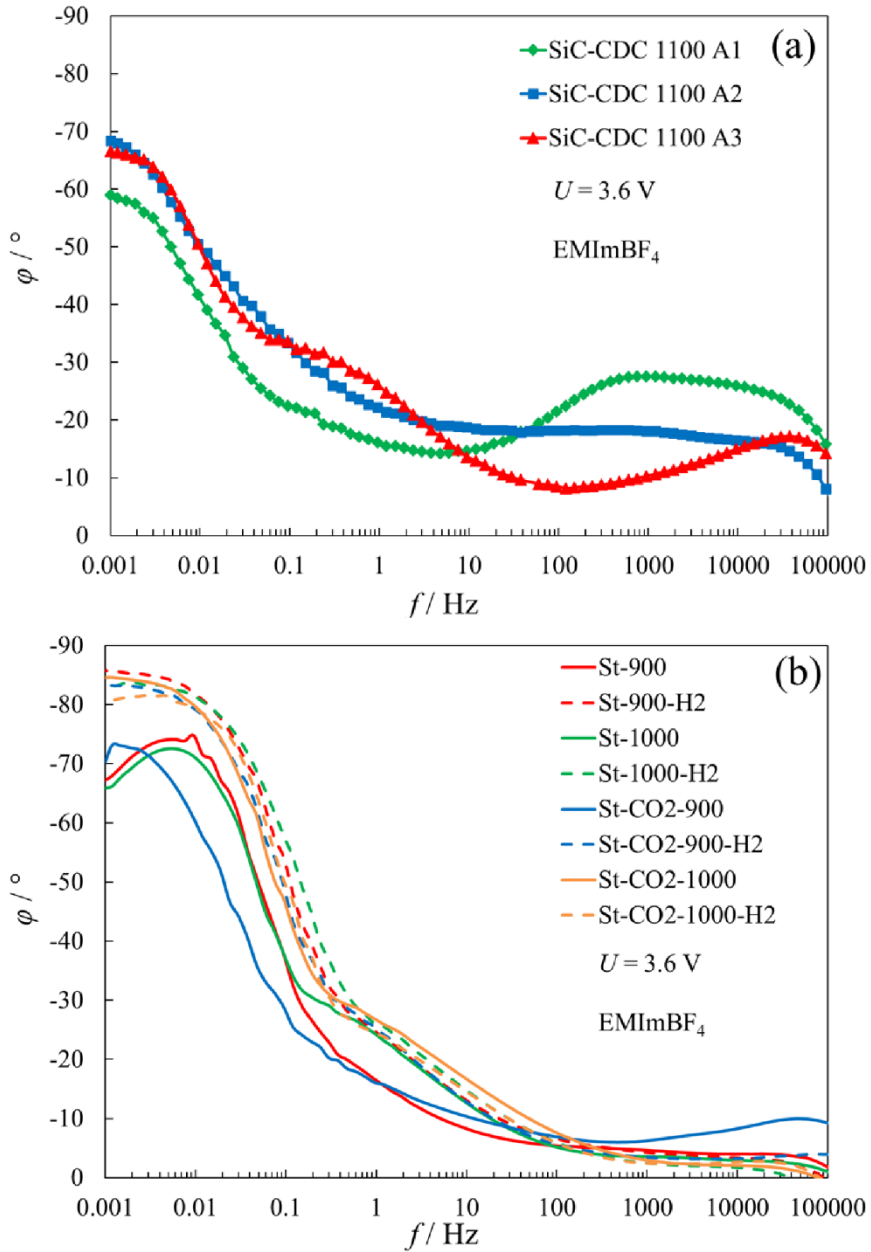 (a)
-90
-80
-70
-60
-50
-40
-30
-20
-10
0
φ / °
SiC-CDC 1100 A1
SiC-CDC 1100 A2
SiC-CDC 1100 A3
U = 3.6 V
EMImBF₄
0.001 0.01 0.1 1 10 100 1000 10000 100000
f / Hz
(b)
-90
-80
-70
-60
-50
-40
-30
-20
-10
0
φ / °
St-900
St-900-H2
St-1000
St-1000-H2
St-CO2-900
St-CO2-900-H2
St-CO2-1000
St-CO2-1000-H2
U = 3.6 V
EMImBF₄
0.001 0.01 0.1 1 10 100 1000 10000 100000
f / Hz